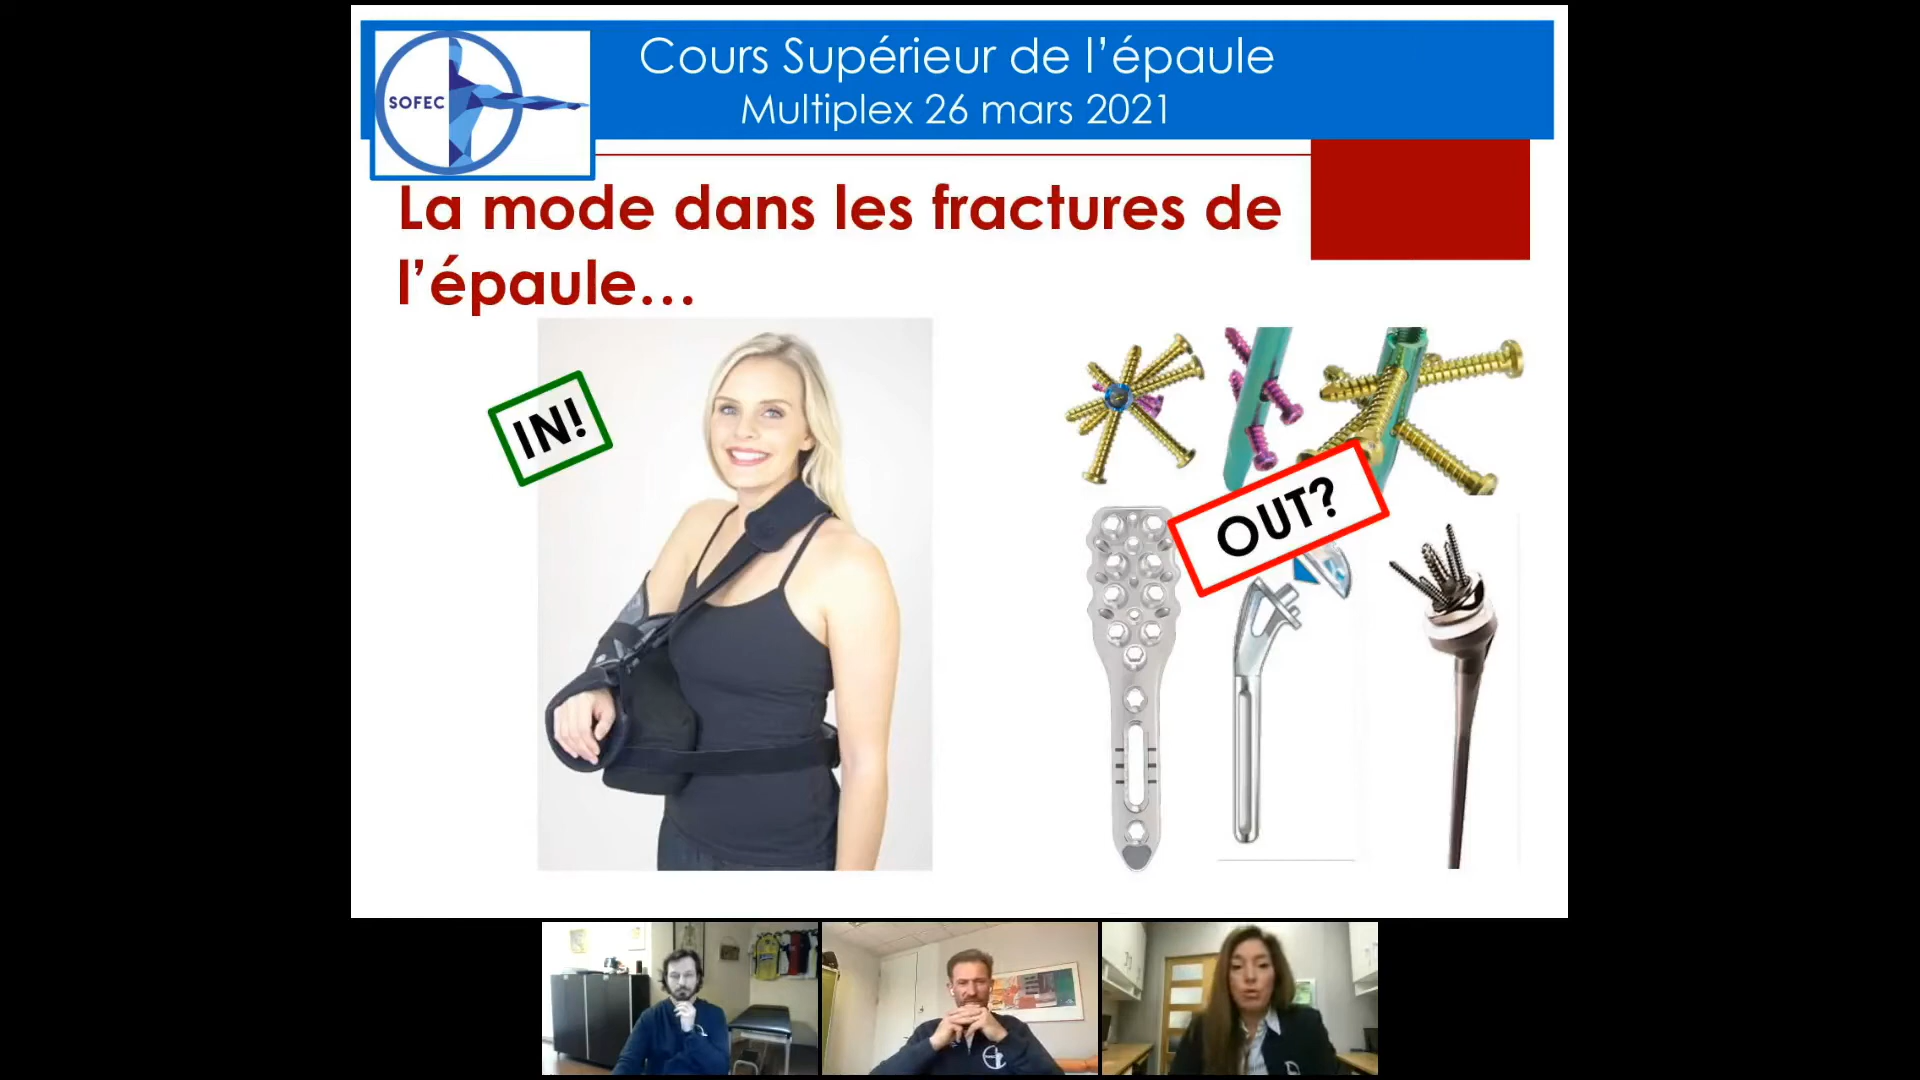 Cours Supérieur de l'épaule
Multiplex 26 mars 2021
SOFEC
La mode dans les fractures de
l'épaule…
IN!
OUT?